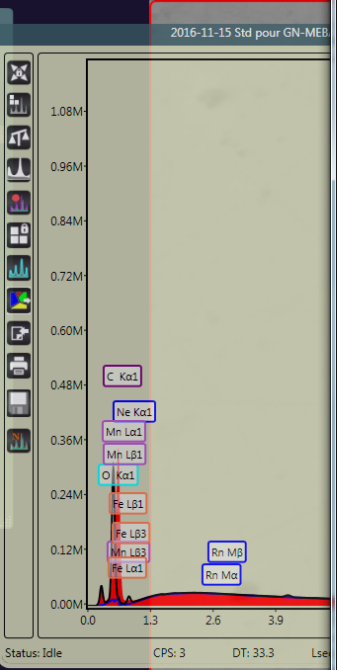 2016-11-15 Std pour GN-MEB
1.08M
0.96M
0.84M
0.72M
0.60M
0.48M
C Kα1
Ne Kα1
0.36M
Mn Lα1
Mn Lβ1
O Kα1
0.24M
Fe Lβ1
Fe Lβ3
0.12M
Mn Lβ3
Rn Mβ
Fe Lα1
Rn Mα
0.00M
0.0 1.3 2.6 3.9
Status: Idle CPS: 3 DT: 33.3 Lse